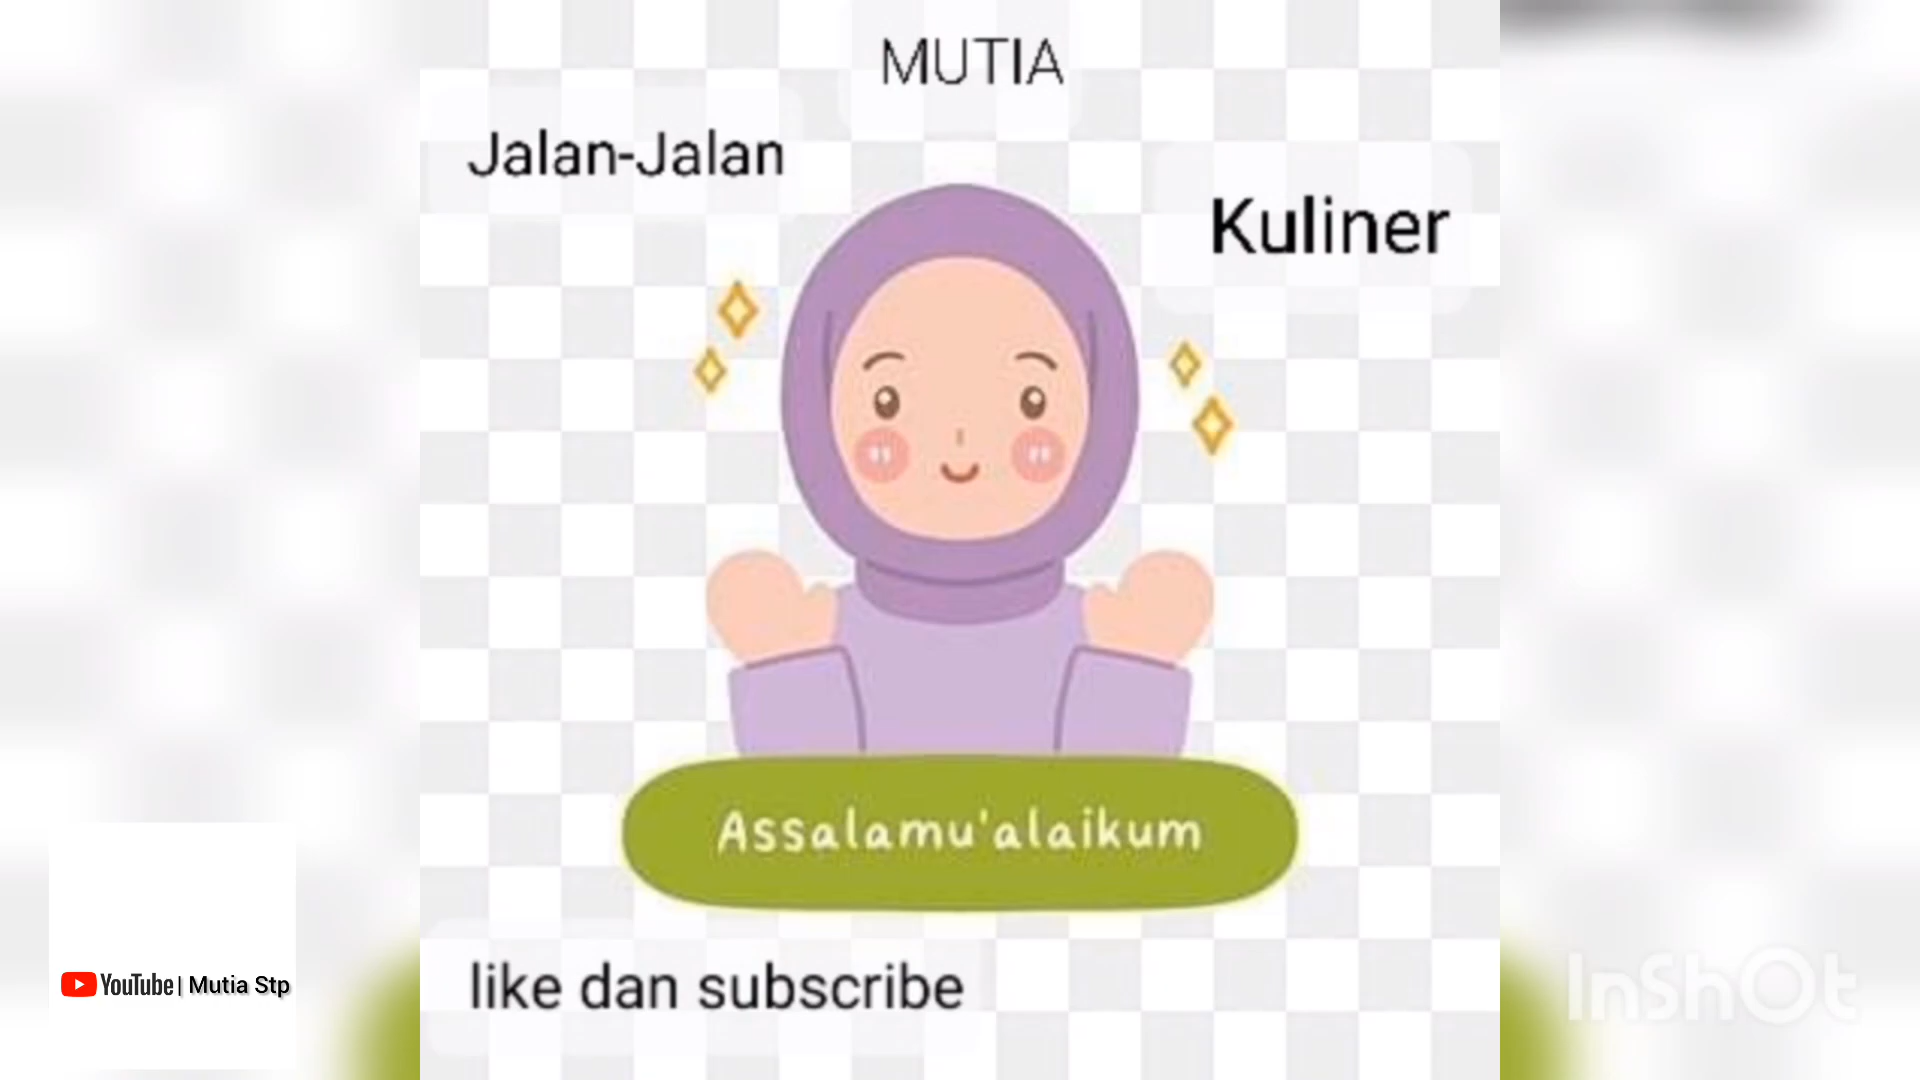 MUTIA
Jalan-Jalan
Kuliner
Assalamu'alaikum
like dan subscribe
YouTube | Mutia Stp
InShOt